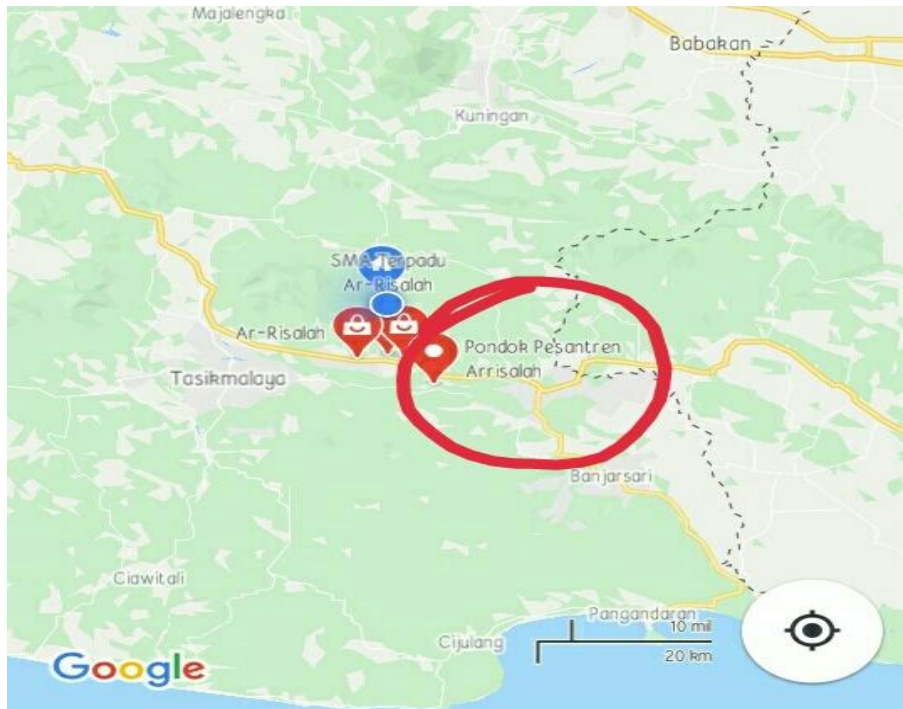 Majalengka
Babakan
Kuningan
SMA Terpadu
Ar-Risalah
Ar-Risalah
Pondok Pesantren
Arrisalah
Tasikmalaya
Banjarsari
Ciawitali
Pangandaran
10 mil
Cijulang
20 km
Google